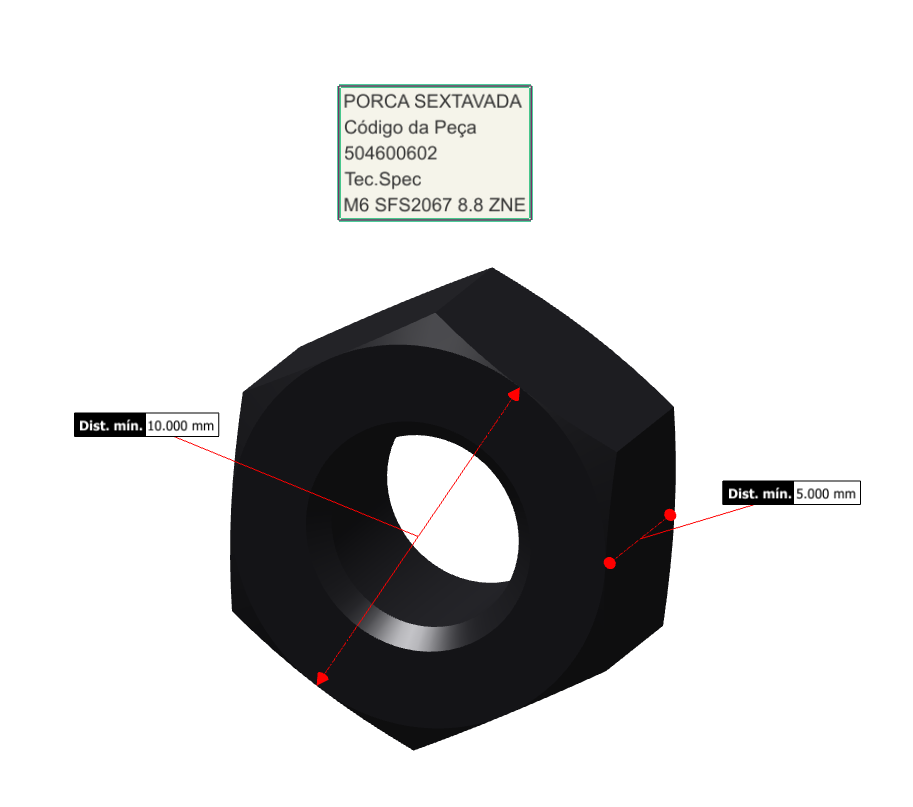 PORCA SEXTAVADA
Código da Peça
504600602
Tec.Spec
M6 SFS2067 8.8 ZNE
Dist. mín. 10.000 mm
Dist. mín. 5.000 mm